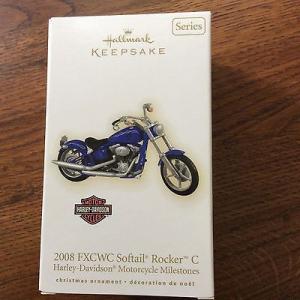 Hallmark
KEEPSAKE
Series
MOTOR
HARLEY-DAVIDSON
CYCLES
2008 FXCWC Softail® Rocker™ C
Harley-Davidson® Motorcycle Milestones
christmas ornament • décoration de noël